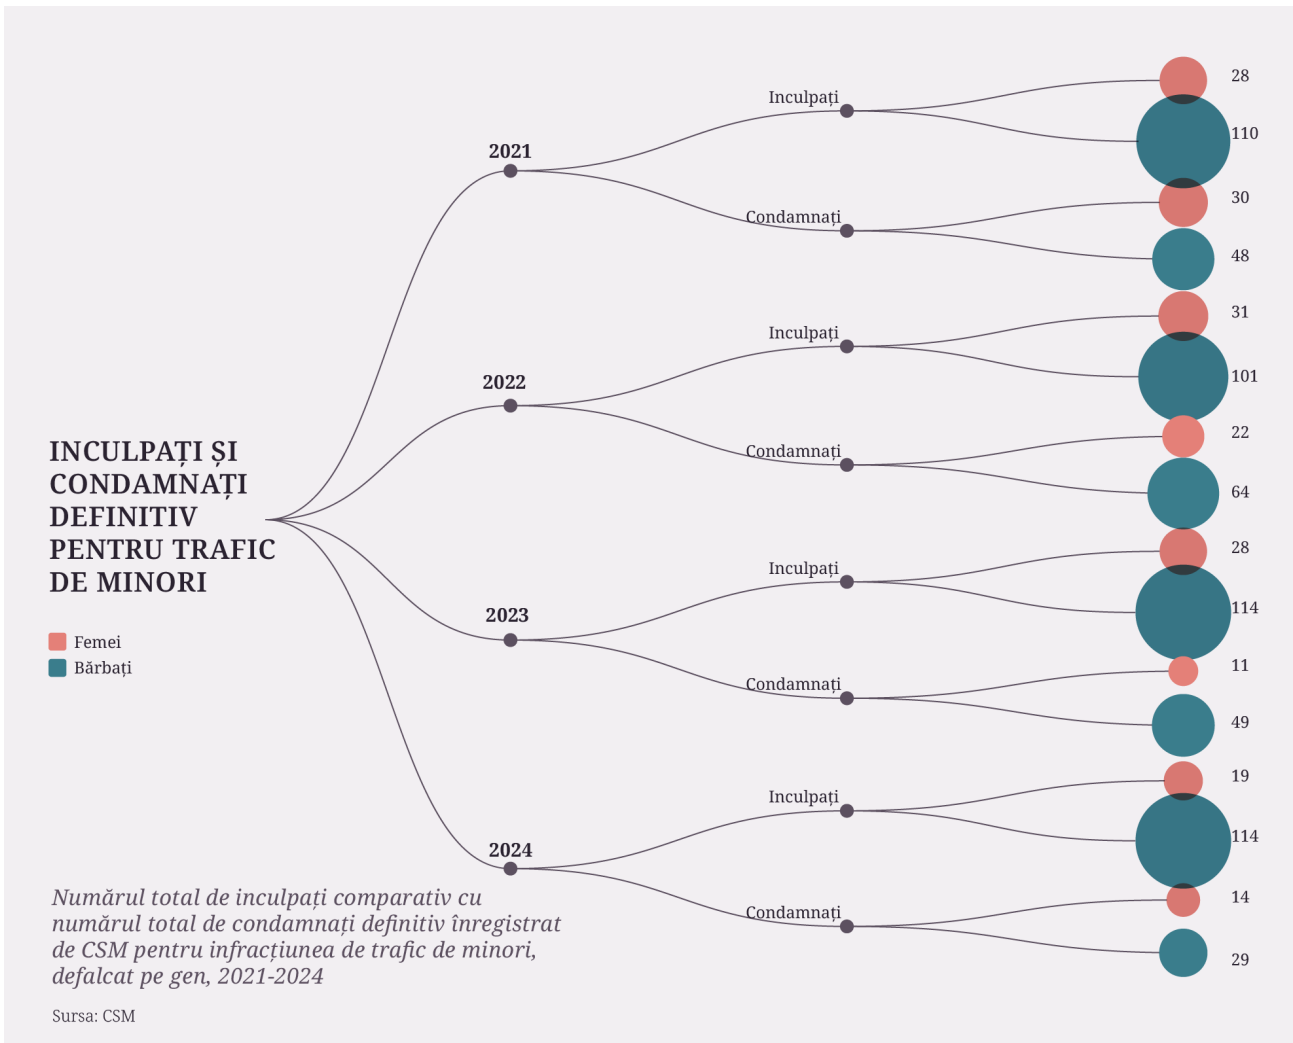 INCULPAȚI ȘI
CONDAMNAȚI
DEFINITIV
PENTRU TRAFIC
DE MINORI
Femei
Bărbați
2021
Inculpați
28
110
Condamnați
30
48
2022
Inculpați
31
101
Condamnați
22
64
2023
Inculpați
28
114
Condamnați
11
49
2024
Inculpați
19
114
Condamnați
14
29
Numărul total de inculpați comparativ cu
numărul total de condamnați definitiv înregistrat
de CSM pentru infracțiunea de trafic de minori,
defalcat pe gen, 2021-2024
Sursa: CSM